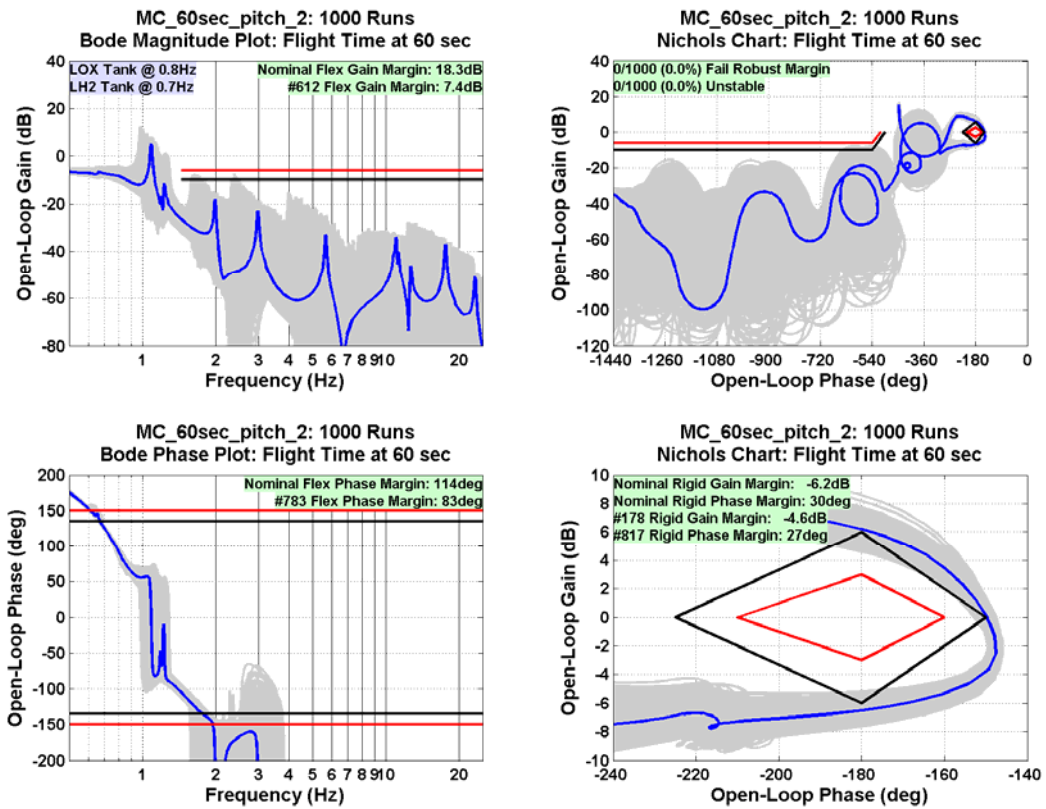 MC_60sec_pitch_2: 1000 Runs
Bode Magnitude Plot: Flight Time at 60 sec
LOX Tank @ 0.8Hz
LH2 Tank @ 0.7Hz
Nominal Flex Gain Margin: 18.3dB
#612 Flex Gain Margin: 7.4dB
40
20
0
-20
-40
-60
-80
Open-Loop Gain (dB)
1 2 3 4 5 6 7 8 9 10 20
Frequency (Hz)
MC_60sec_pitch_2: 1000 Runs
Nichols Chart: Flight Time at 60 sec
0/1000 (0.0%) Fail Robust Margin
0/1000 (0.0%) Unstable
40
20
0
-20
-40
-60
-80
-100
-120
Open-Loop Gain (dB)
-1440 -1260 -1080 -900 -720 -540 -360 -180 0
Open-Loop Phase (deg)
MC_60sec_pitch_2: 1000 Runs
Bode Phase Plot: Flight Time at 60 sec
Nominal Flex Phase Margin: 114deg
#783 Flex Phase Margin: 83deg
200
150
100
50
0
-50
-100
-150
-200
Open-Loop Phase (deg)
1 2 3 4 5 6 7 8 9 10 20
Frequency (Hz)
MC_60sec_pitch_2: 1000 Runs
Nichols Chart: Flight Time at 60 sec
Nominal Rigid Gain Margin: -6.2dB
Nominal Rigid Phase Margin: 30deg
#178 Rigid Gain Margin: -4.6dB
#817 Rigid Phase Margin: 27deg
10
8
6
4
2
0
-2
-4
-6
-8
-10
Open-Loop Gain (dB)
-240 -220 -200 -180 -160 -140
Open-Loop Phase (deg)